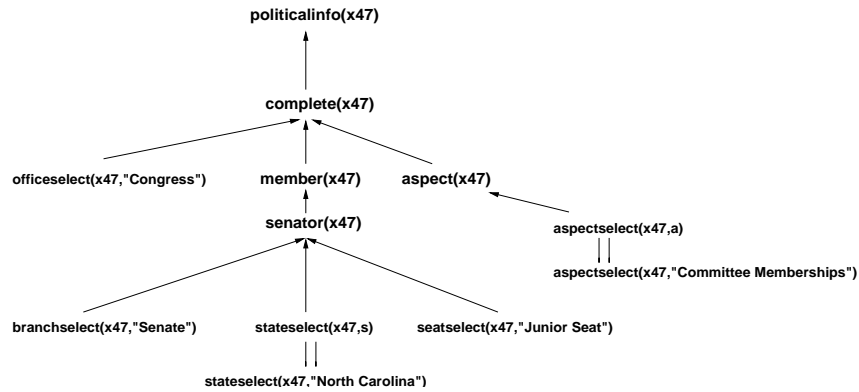 politicalinfo(x47)
complete(x47)
officeselect(x47,"Congress")
member(x47)
aspect(x47)
senator(x47)
aspectselect(x47,a)
aspectselect(x47,"Committee Memberships")
branchselect(x47,"Senate")
stateselect(x47,s)
seatselect(x47,"Junior Seat")
stateselect(x47,"North Carolina")